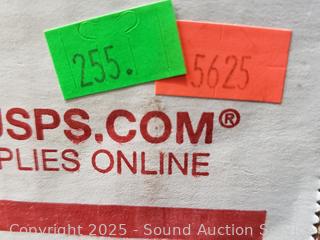 255.
5625
USPS.COM®
PLIES ONLINE
Copyright 2025 - Sound Auction